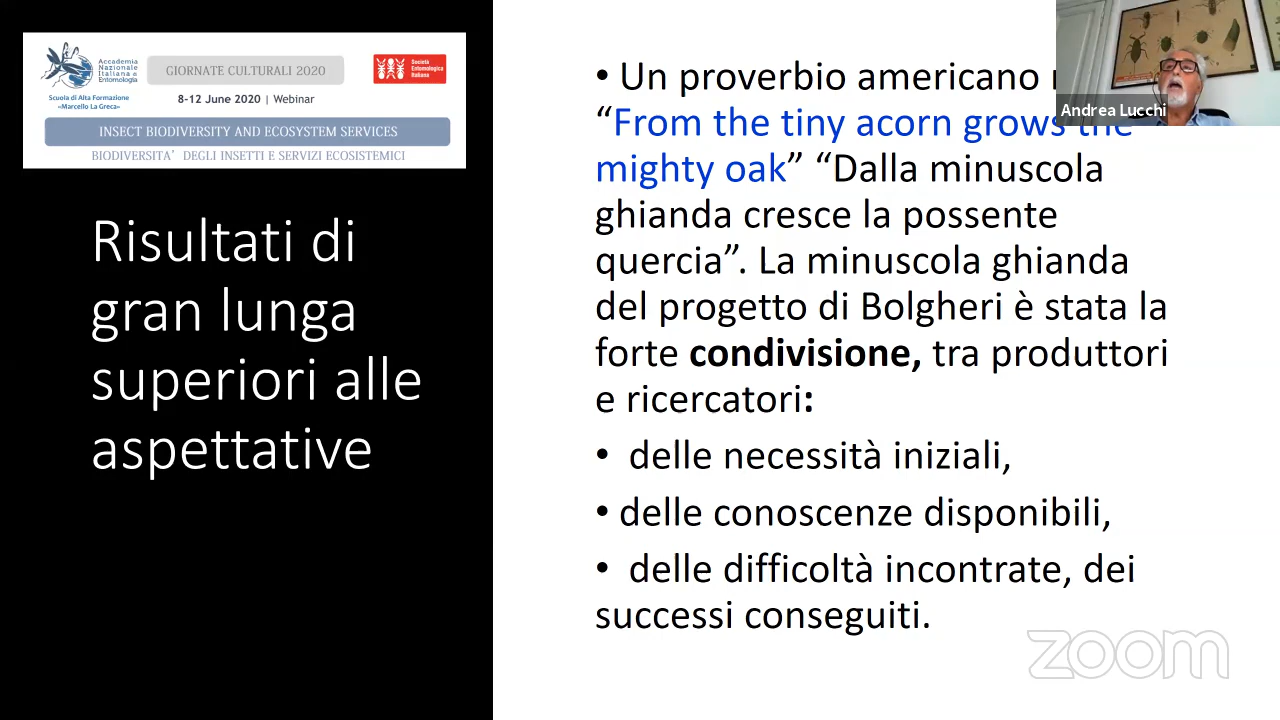 Accademia
Nazionale
Italiana di
Entomologia
Scuola di Alta Formazione
«Marcello La Greca»
GIORNATE CULTURALI 2020
Società
Entomologica
Italiana
8-12 June 2020 | Webinar
INSECT BIODIVERSITY AND ECOSYSTEM SERVICES
BIODIVERSITA' DEGLI INSETTI E SERVIZI ECOSISTEMICI
Risultati di
gran lunga
superiori alle
aspettative
• Un proverbio americano
“From the tiny acorn grows the
mighty oak” “Dalla minuscola
ghianda cresce la possente
quercia”. La minuscola ghianda
del progetto di Bolgheri è stata la
forte condivisione, tra produttori
e ricercatori:
• delle necessità iniziali,
• delle conoscenze disponibili,
• delle difficoltà incontrate, dei
successi conseguiti.
Andrea Lucchi
zoom